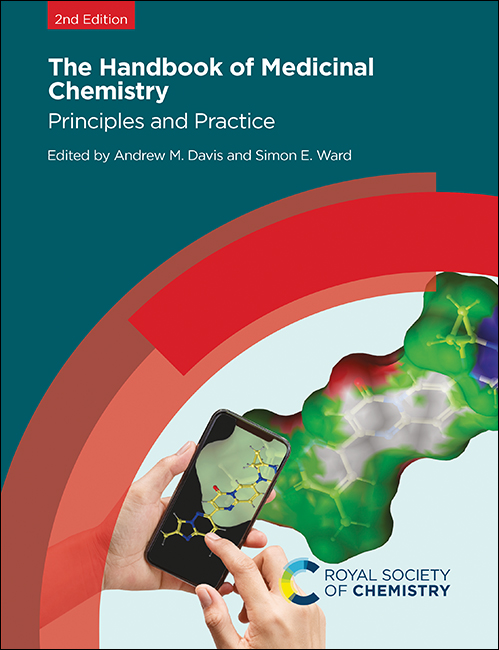 2nd Edition
The Handbook of Medicinal
Chemistry
Principles and Practice
Edited by Andrew M. Davis and Simon E. Ward
ROYAL SOCIETY
OF CHEMISTRY